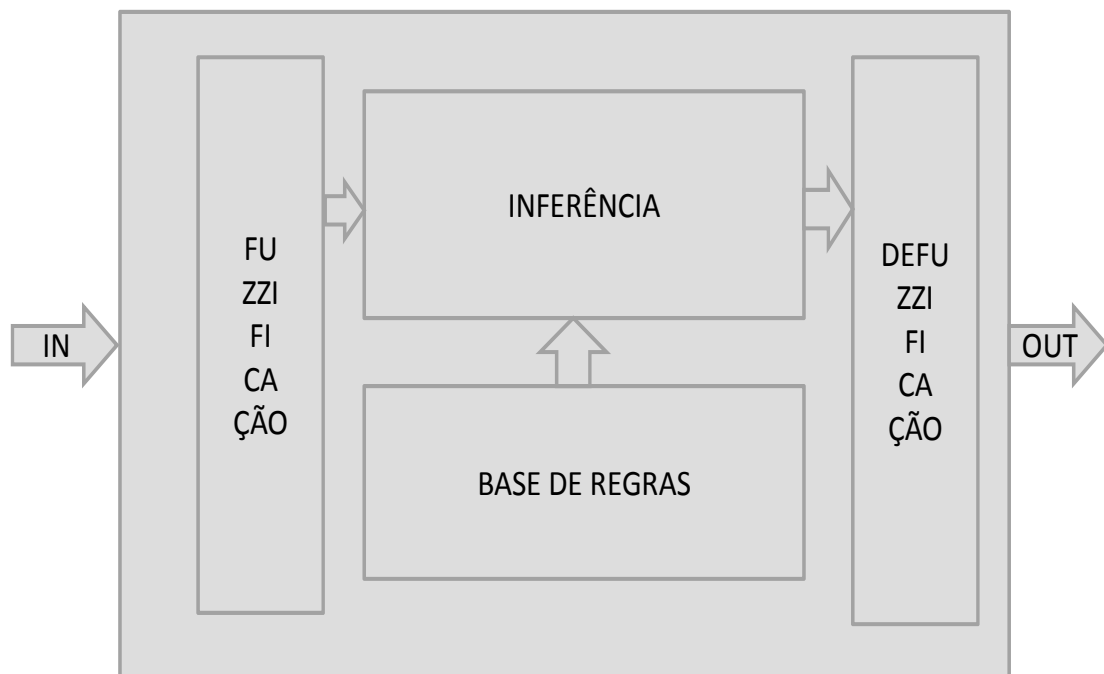 IN
FU
ZZI
FI
CA
ÇÃO
INFERÊNCIA
BASE DE REGRAS
DEFU
ZZI
FI
CA
ÇÃO
OUT